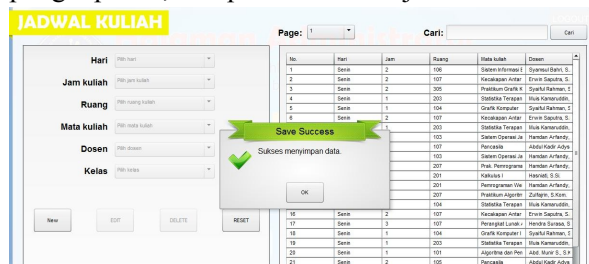 JADWAL KULIAH
Page: 1
Cari:
Cari
Hari Pilih hari
Jam kuliah Pilih jam kuliah
Ruang Pilih ruang kuliah
Mata kuliah Pilih mata kuliah
Dosen Pilih dosen
Kelas Pilih kelas
New EDIT DELETE RESET
No. Hari Jam Ruang Mata kuliah Dosen
1 Senin 2 106 Sistem Informasi E Syamsul Bahri, S.
2 Senin 2 107 Kecakapan Antar Erwin Saputra, S.
3 Senin 2 305 Praktikum Grafik K Syaiful Rahman, S
4 Senin 1 203 Statistika Terapan Muis Kamaruddin,
5 Senin 1 104 Grafik Komputer Syaiful Rahman, S
6 Senin 2 107 Kecakapan Antar Erwin Saputra, S.
203 Statistika Terapan Muis Kamaruddin,
103 Sistem Operasi Ja Hamdan Arfandy,
107 Pancasila Abdul Kadir Adys
103 Sistem Operasi Ja Hamdan Arfandy,
207 Prak. Pemrograma Hamdan Arfandy,
201 Kalkulus I Hasniati, S.Si.
201 Pemrograman We Hamdan Arfandy,
207 Praktikum Algoritm Zulfajrin, S.Kom.
104 Statistika Terapan Muis Kamaruddin,
16 Senin 2 107 Kecakapan Antar Erwin Saputra, S.
17 Senin 3 107 Perangkat Lunak Hendra Surasa, S
18 Senin 1 104 Grafik Komputer I Syaiful Rahman, S
19 Senin 1 203 Statistika Terapan Muis Kamaruddin,
20 Senin 1 101 Algoritma dan Pen Abd. Munir S., S.
21 Senin 2 105 Pancasila Abdul Kadir Adys
Save Success
Sukses menyimpan data.
OK